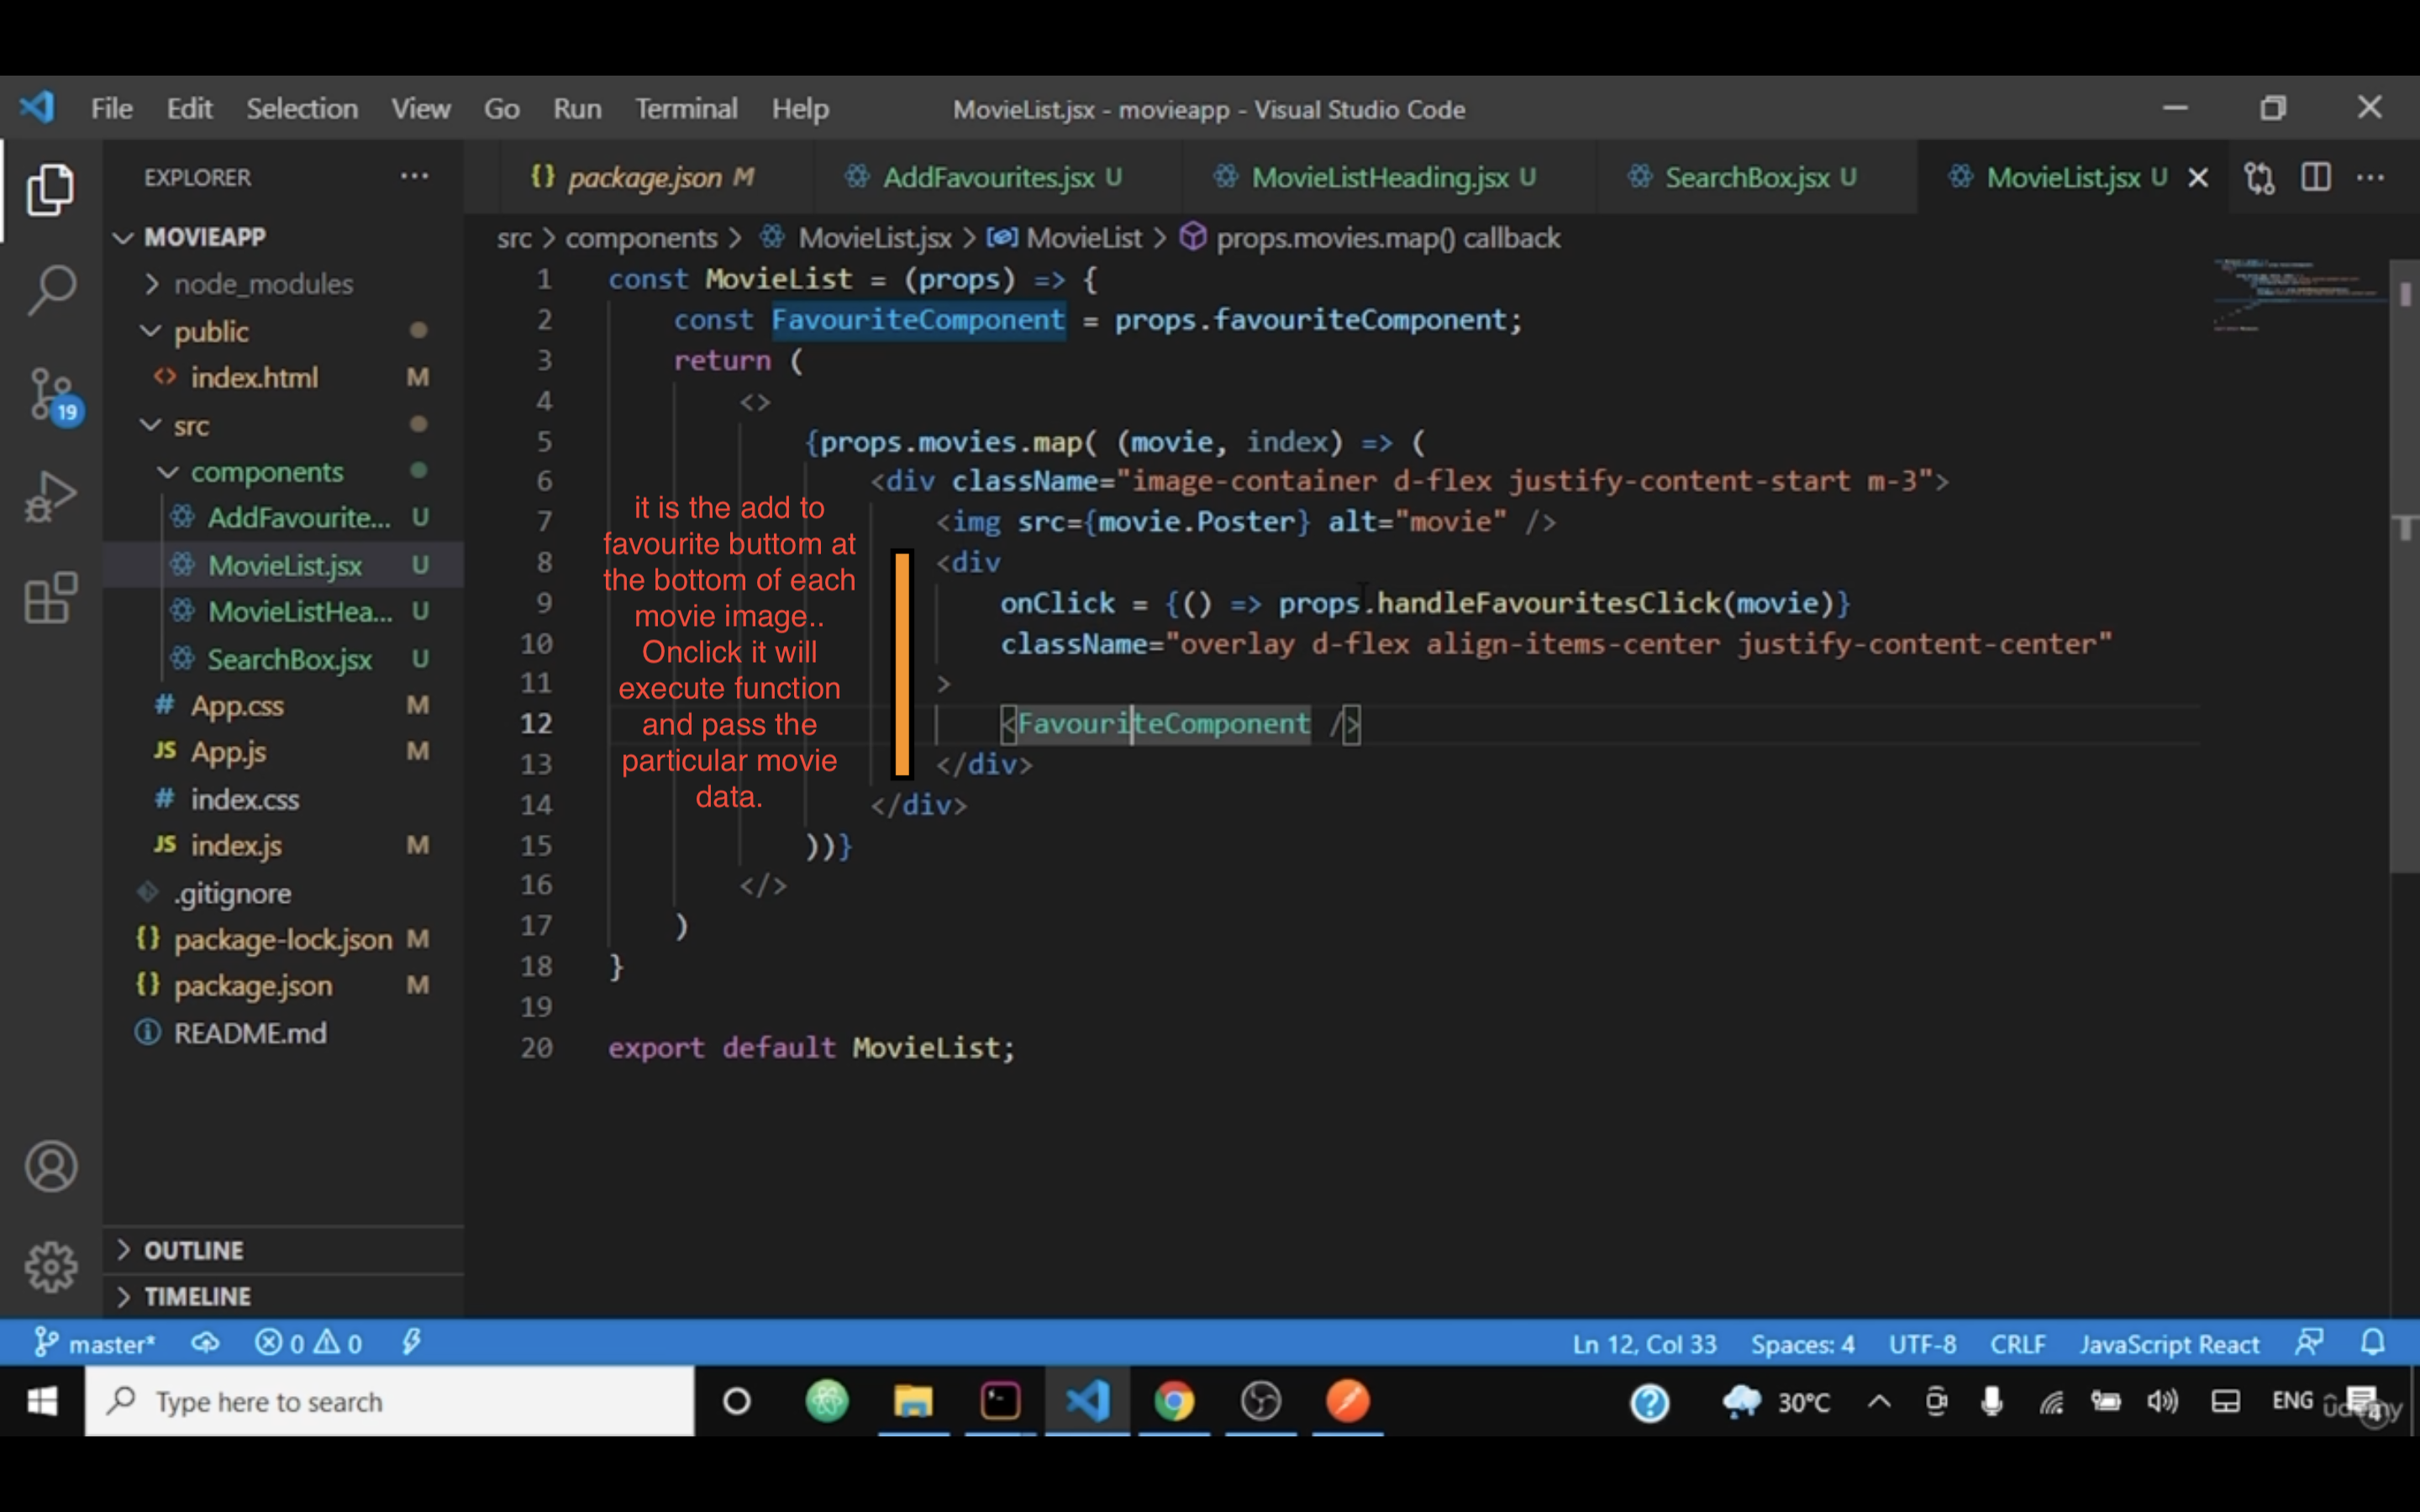 File Edit Selection View Go Run Terminal Help MovieList.jsx - movieapp - Visual Studio Code
EXPLORER
MOVIEAPP
node_modules
public
index.html M
src
components
AddFavourite... U
MovieList.jsx U
MovieListHea... U
SearchBox.jsx U
App.css M
App.js M
index.css
index.js M
.gitignore
package-lock.json M
package.json M
README.md
OUTLINE
TIMELINE
19
package.json M AddFavourites.jsx U MovieListHeading.jsx U SearchBox.jsx U MovieList.jsx U
src > components > MovieList.jsx > MovieList > props.movies.map() callback
1 const MovieList = (props) => {
2 const FavouriteComponent = props.favouriteComponent;
3 return (
4 <>
5 {props.movies.map( (movie, index) => (
6 <div className="image-container d-flex justify-content-start m-3">
7 <img src={movie.Poster} alt="movie" />
8 <div
9 onClick = {() => props.handleFavouritesClick(movie)}
10 className="overlay d-flex align-items-center justify-content-center"
11 >
12 <FavouriteComponent />
13 </div>
14 </div>
15 ))}
16 </>
17 )
18 }
19
20 export default MovieList;
it is the add to
favourite buttom at
the bottom of each
movie image..
Onclick it will
execute function
and pass the
particular movie
data.
master* 0 0 Ln 12, Col 33 Spaces: 4 UTF-8 CRLF JavaScript React
Type here to search 30°C ENG
udemy